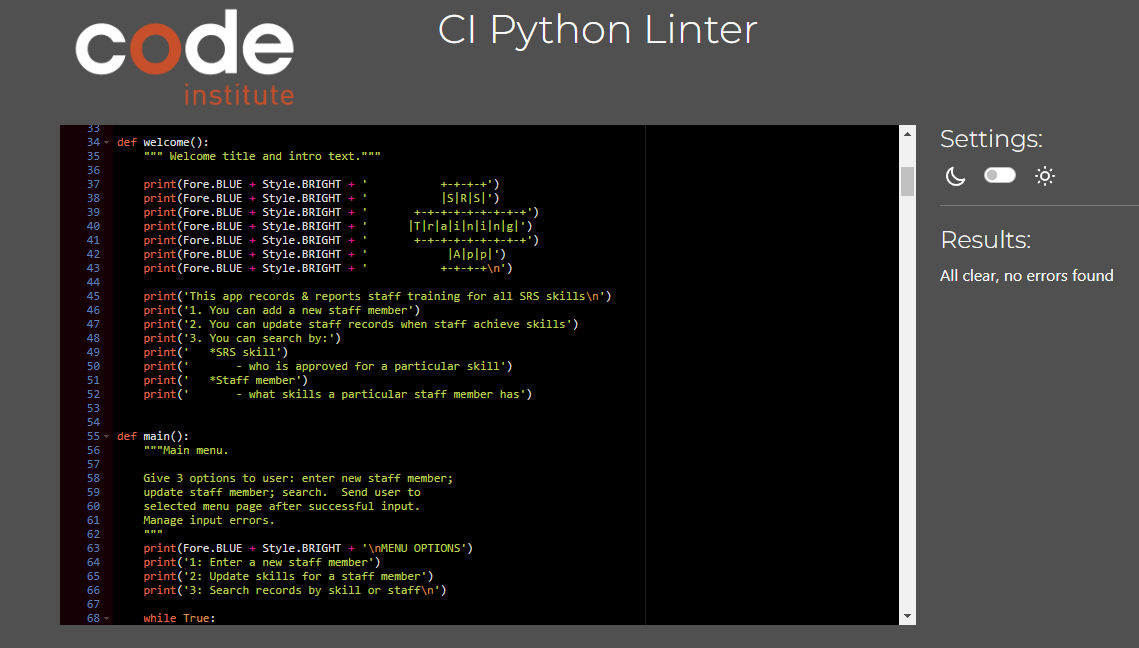 code
institute
CI Python Linter
33
34 def welcome():
35     """ Welcome title and intro text."""
36
37     print(Fore.BLUE + Style.BRIGHT + '           +-+-+-+')
38     print(Fore.BLUE + Style.BRIGHT + '           |S|R|S|')
39     print(Fore.BLUE + Style.BRIGHT + '       +-+-+-+-+-+-+-+-+')
40     print(Fore.BLUE + Style.BRIGHT + '      |T|r|a|i|n|i|n|g|')
41     print(Fore.BLUE + Style.BRIGHT + '       +-+-+-+-+-+-+-+-+')
42     print(Fore.BLUE + Style.BRIGHT + '            |A|p|p|')
43     print(Fore.BLUE + Style.BRIGHT + '           +-+-+-+\n')
44
45     print('This app records & reports staff training for all SRS skills\n')
46     print('1. You can add a new staff member')
47     print('2. You can update staff records when staff achieve skills')
48     print('3. You can search by:')
49     print('   *SRS skill')
50     print('       - who is approved for a particular skill')
51     print('   *Staff member')
52     print('       - what skills a particular staff member has')
53
54
55 def main():
56     """Main menu.
57
58     Give 3 options to user: enter new staff member;
59     update staff member; search.  Send user to
60     selected menu page after successful input.
61     Manage input errors.
62     """
63     print(Fore.BLUE + Style.BRIGHT + '\nMENU OPTIONS')
64     print('1: Enter a new staff member')
65     print('2: Update skills for a staff member')
66     print('3: Search records by skill or staff\n')
67
68     while True:
Settings:
Results:
All clear, no errors found